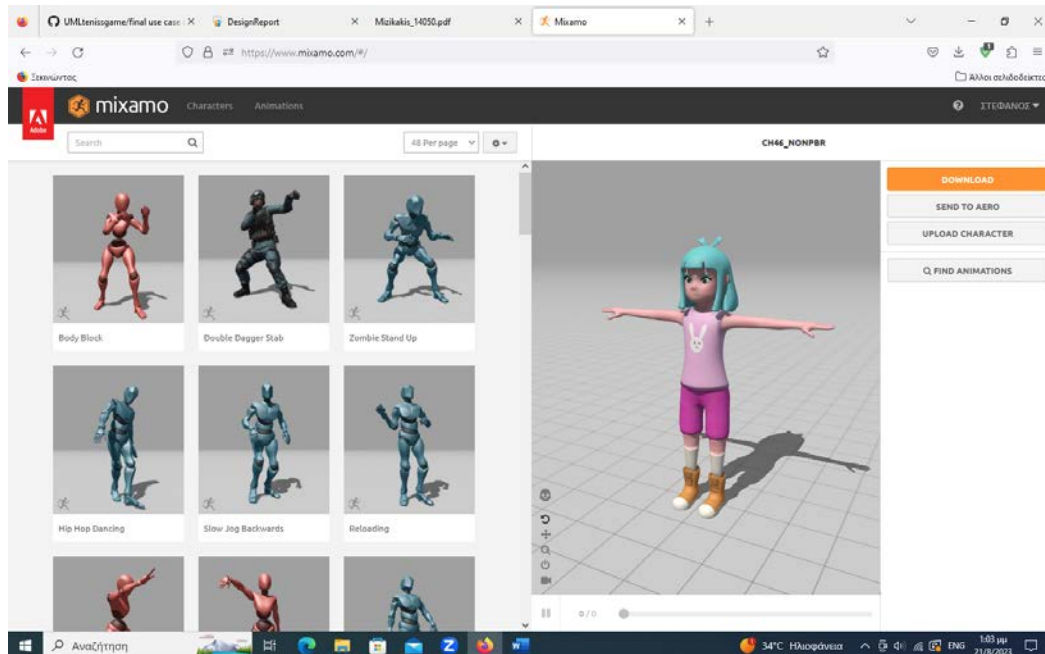 UMLtenissgame/final use case
DesignReport
Mizikakis_14050.pdf
Mixamo
https://www.mixamo.com/#/
Ξεκινώντας
Άλλοι σελιδοδείκτες
Adobe
mixamo
Characters
Animations
ΣΤΕΦΑΝΟΣ
Search
48 Per page
CH46_NONPBR
DOWNLOAD
SEND TO AERO
UPLOAD CHARACTER
FIND ANIMATIONS
Body Block
Double Dagger Stab
Zombie Stand Up
Hip Hop Dancing
Slow Jog Backwards
Reloading
0 / 0
Αναζήτηση
34°C Ηλιοφάνεια
ENG
1:03 μμ
21/8/2023